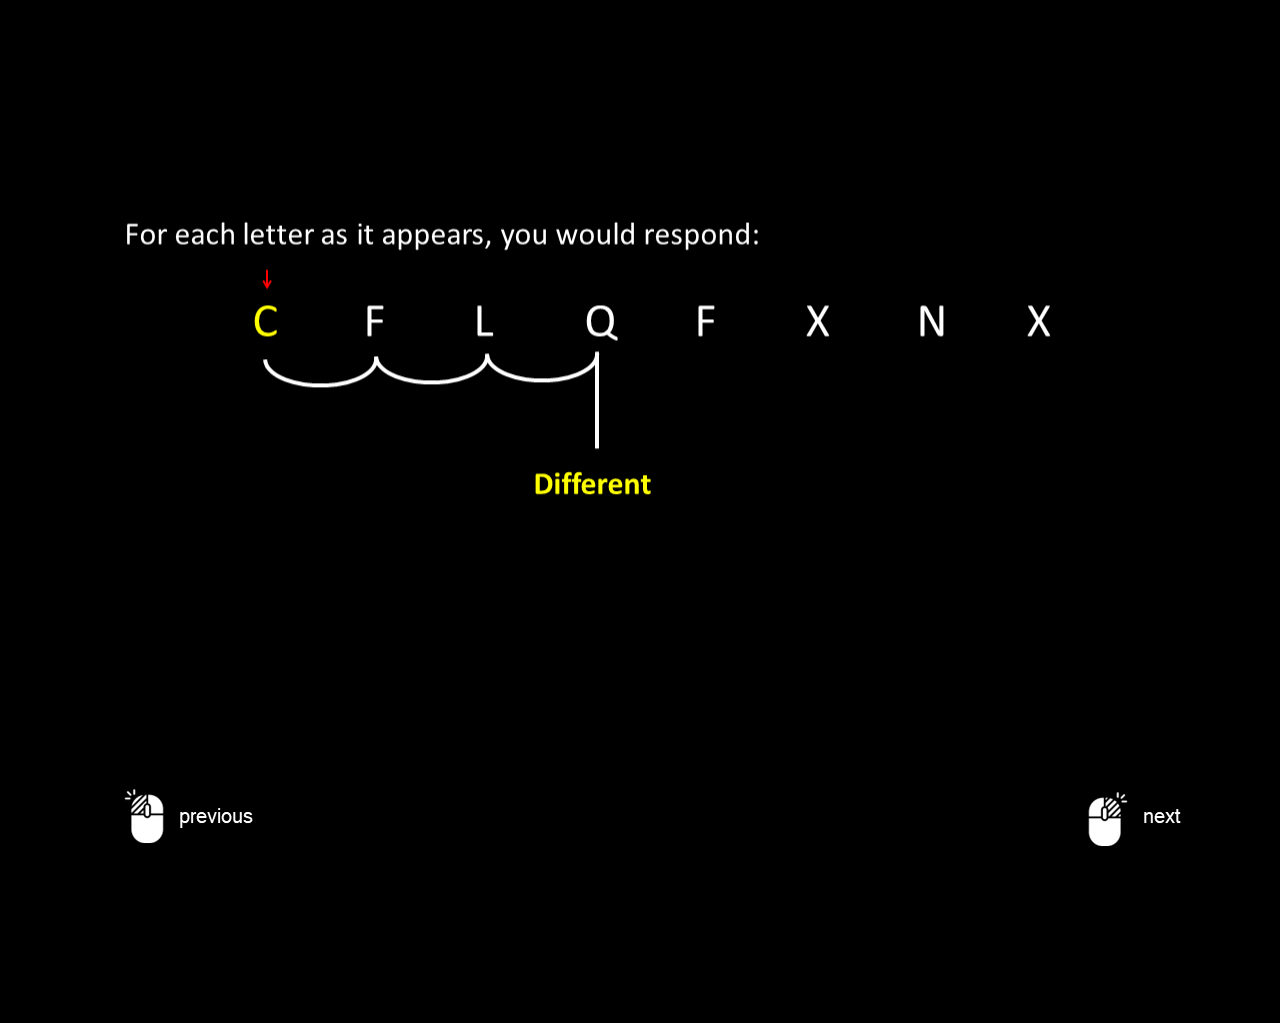 For each letter as it appears, you would respond:
C F L Q F X N X
Different
previous next